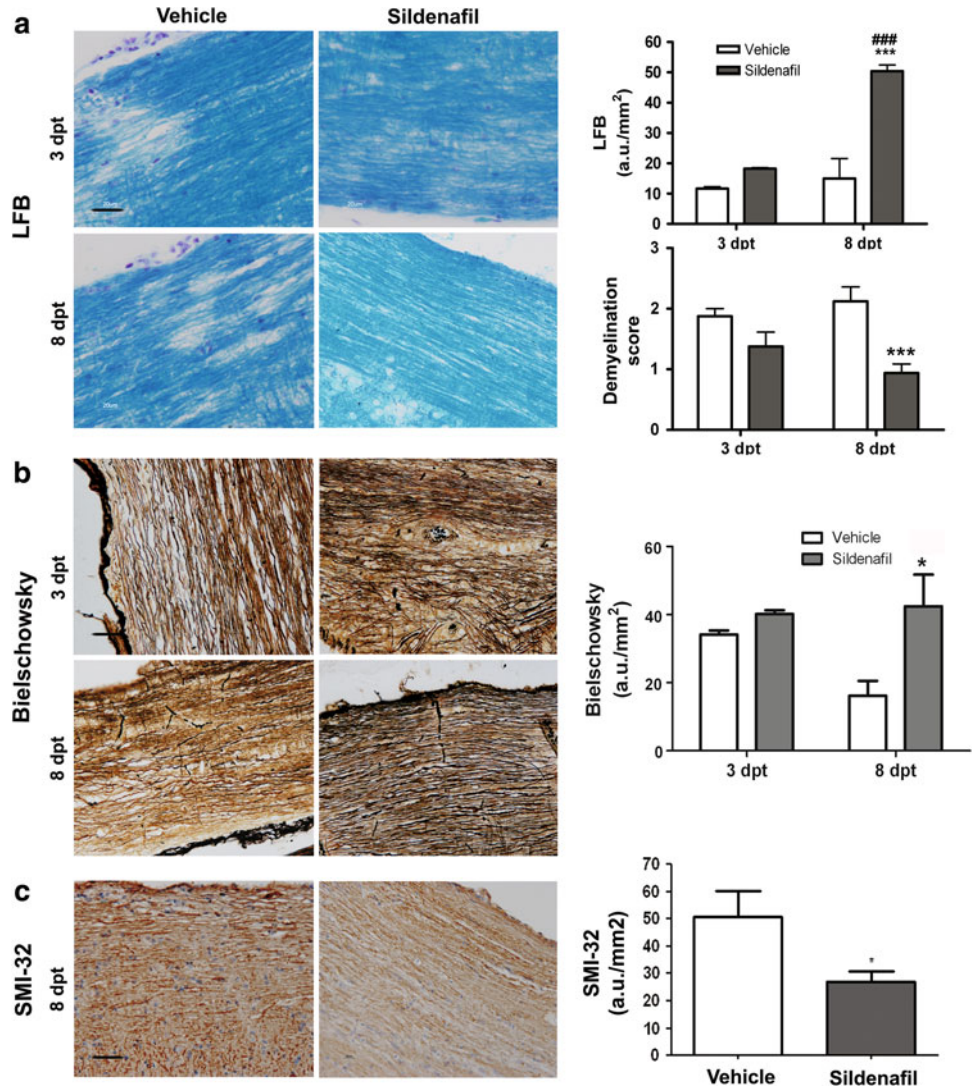 a
Vehicle
Sildenafil
LFB
3 dpt
8 dpt
20um
LFB
(a.u./mm²)
60
50
40
30
20
10
0
Vehicle
Sildenafil
###
***
3 dpt
8 dpt
Demyelination
score
3
2
1
0
***
3 dpt
8 dpt
b
Bielschowsky
3 dpt
8 dpt
Bielschowsky
(a.u./mm²)
60
40
20
0
Vehicle
Sildenafil
*
3 dpt
8 dpt
c
SMI-32
8 dpt
SMI-32
(a.u./mm2)
70
60
50
40
30
20
10
0
*
Vehicle
Sildenafil